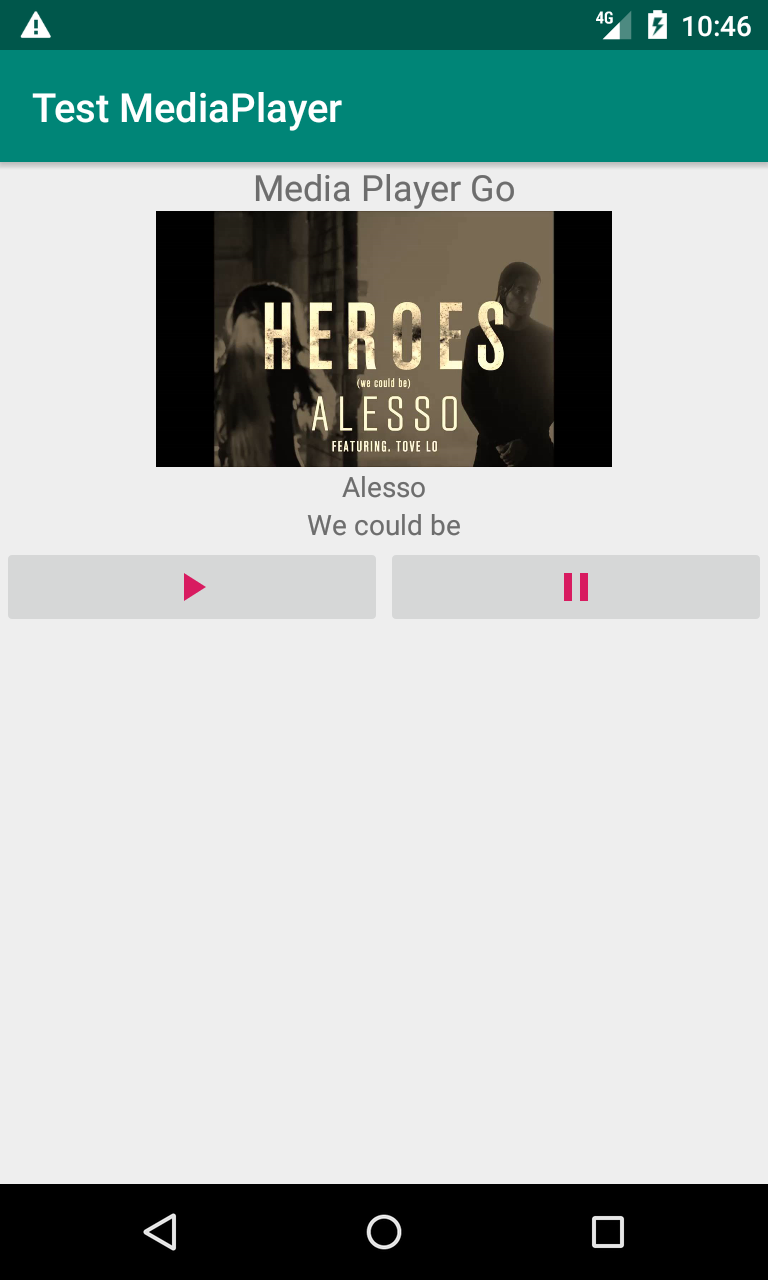 4G 10:46
Test MediaPlayer
Media Player Go
HEROES
(we could be)
ALESSO
FEATURING. TOVE LO
Alesso
We could be